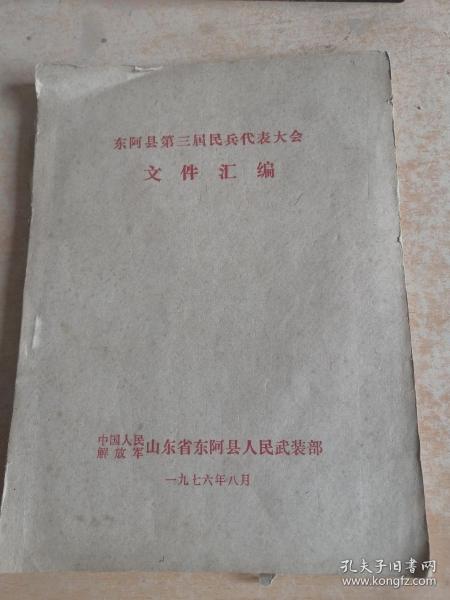 东阿县第三届民兵代表大会
文件汇编
中国人民
解放军山东省东阿县人民武装部
一九七六年八月
孔夫子旧书网
www.kongfz.com